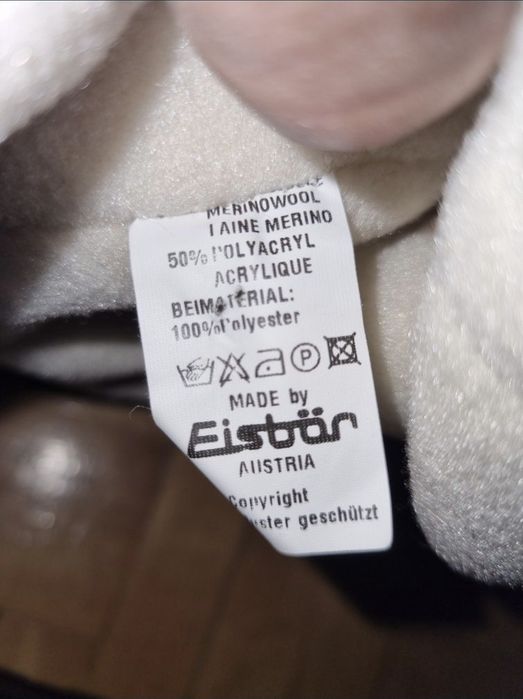 MERINOWOOL
LAINE MERINO
50% POLYACRYL
ACRYLIQUE
BEIMATERIAL:
100% Polyester
P
MADE by
Eisbär
AUSTRIA
Copyright
geschützt